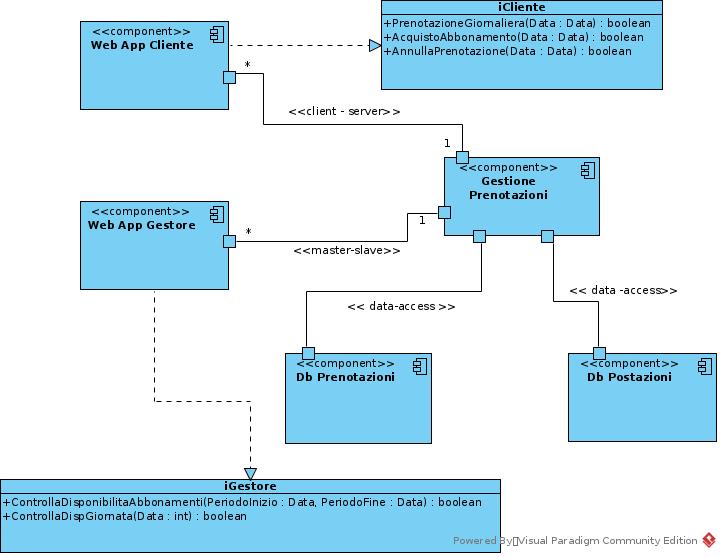 iCliente
+PrenotazioneGiornaliera(Data : Data) : boolean
+AcquistoAbbonamento(Data : Data) : boolean
+AnnullaPrenotazione(Data : Data) : boolean
<<component>>
Web App Cliente
*
<<client - server>>
1
<<component>>
Gestione
Prenotazioni
<<component>>
Web App Gestore
*
1
<<master-slave>>
<< data-access >>
<< data -access>>
<<component>>
Db Prenotazioni
<<component>>
Db Postazioni
iGestore
+ControllaDisponibilitaAbbonamenti(PeriodoInizio : Data, PeriodoFine : Data) : boolean
+ControllaDispGiornata(Data : int) : boolean
Powered By▯Visual Paradigm Community Edition